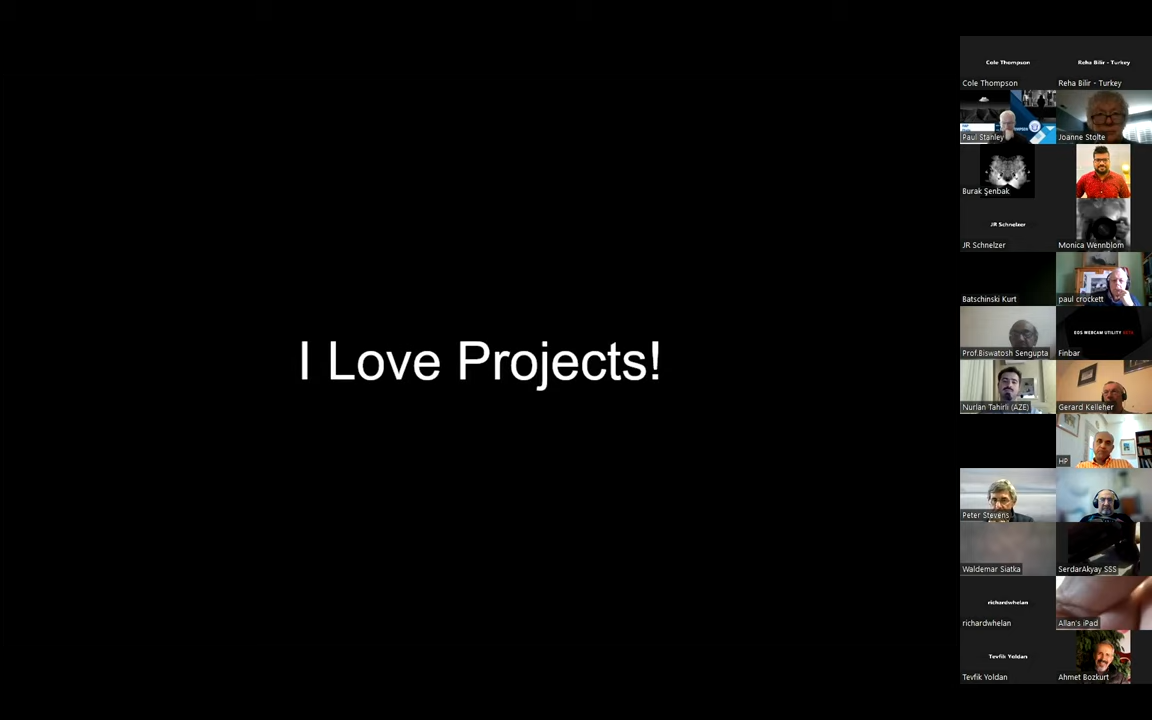 I Love Projects!
Cole Thompson
Cole Thompson
Reha Bilir - Turkey
Reha Bilir - Turkey
Paul Stanley
Joanne Stolte
Burak Şenbak
JR Schnelzer
JR Schnelzer
Monica Wennblom
Batschinski Kurt
paul crockett
Prof.Biswatosh Sengupta
EOS WEBCAM UTILITY BETA
Finbar
Nurlan Tahirli (AZE)
Gerard Kelleher
HP
Peter Stevens
Waldemar Siatka
SerdarAkyay SSS
richardwhelan
richardwhelan
Allan's iPad
Tevfik Yoldan
Tevfik Yoldan
Ahmet Bozkurt